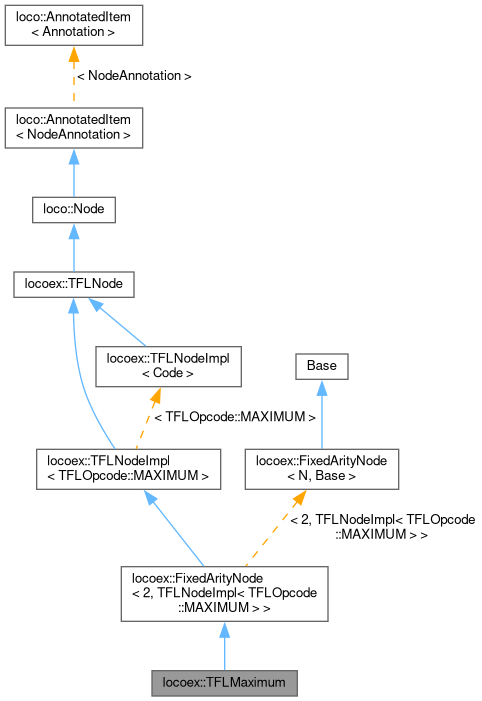 loco::AnnotatedItem
< Annotation >
< NodeAnnotation >
loco::AnnotatedItem
< NodeAnnotation >
loco::Node
locoex::TFLNode
locoex::TFLNodeImpl
< Code >
Base
< TFLOpcode::MAXIMUM >
locoex::TFLNodeImpl
< TFLOpcode::MAXIMUM >
locoex::FixedArityNode
< N, Base >
< 2, TFLNodeImpl< TFLOpcode
::MAXIMUM > >
locoex::FixedArityNode
< 2, TFLNodeImpl< TFLOpcode
::MAXIMUM > >
locoex::TFLMaximum